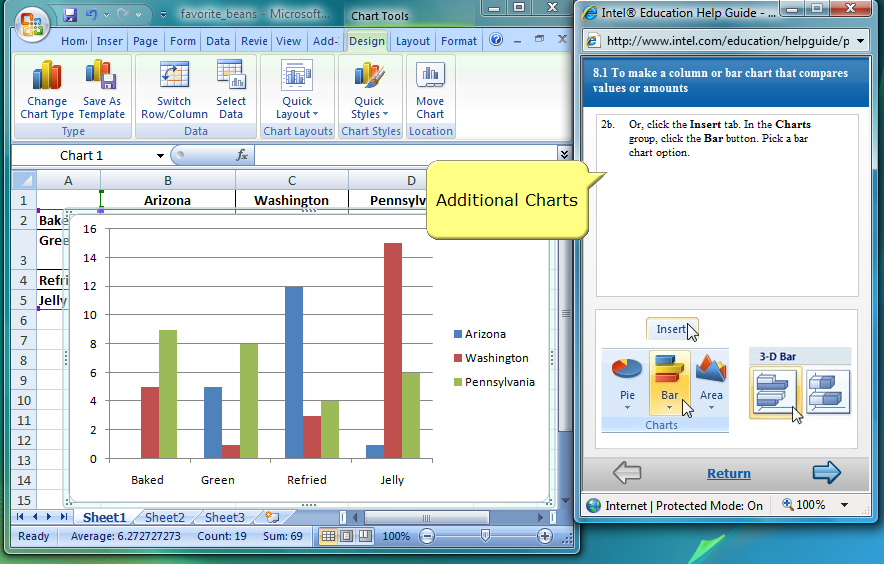 favorite_beans - Microsoft...
Chart Tools
Hom Inser Page Form Data Revie View Add- Design Layout Format
Change
Chart Type
Save As
Template
Switch
Row/Column
Select
Data
Quick
Layout
Quick
Styles
Move
Chart
Type
Data
Chart Layouts
Chart Styles
Location
Chart 1
fx
A B C D
1 Arizona Washington Pennsylv
2 Bake
3 Gree
4 Refri
5 Jelly
6
7
8
9
10
11
12
13
14
15
16
14
12
10
8
6
4
2
0
Baked Green Refried Jelly
Arizona
Washington
Pennsylvania
Sheet1 Sheet2 Sheet3
Ready Average: 6.272727273 Count: 19 Sum: 69 100%
Additional Charts
Intel® Education Help Guide - ...
http://www.intel.com/education/helpguide/p
8.1 To make a column or bar chart that compares
values or amounts
2b. Or, click the Insert tab. In the Charts
group, click the Bar button. Pick a bar
chart option.
Insert
Pie Bar Area
Charts
3-D Bar
Return
Internet | Protected Mode: On 100%